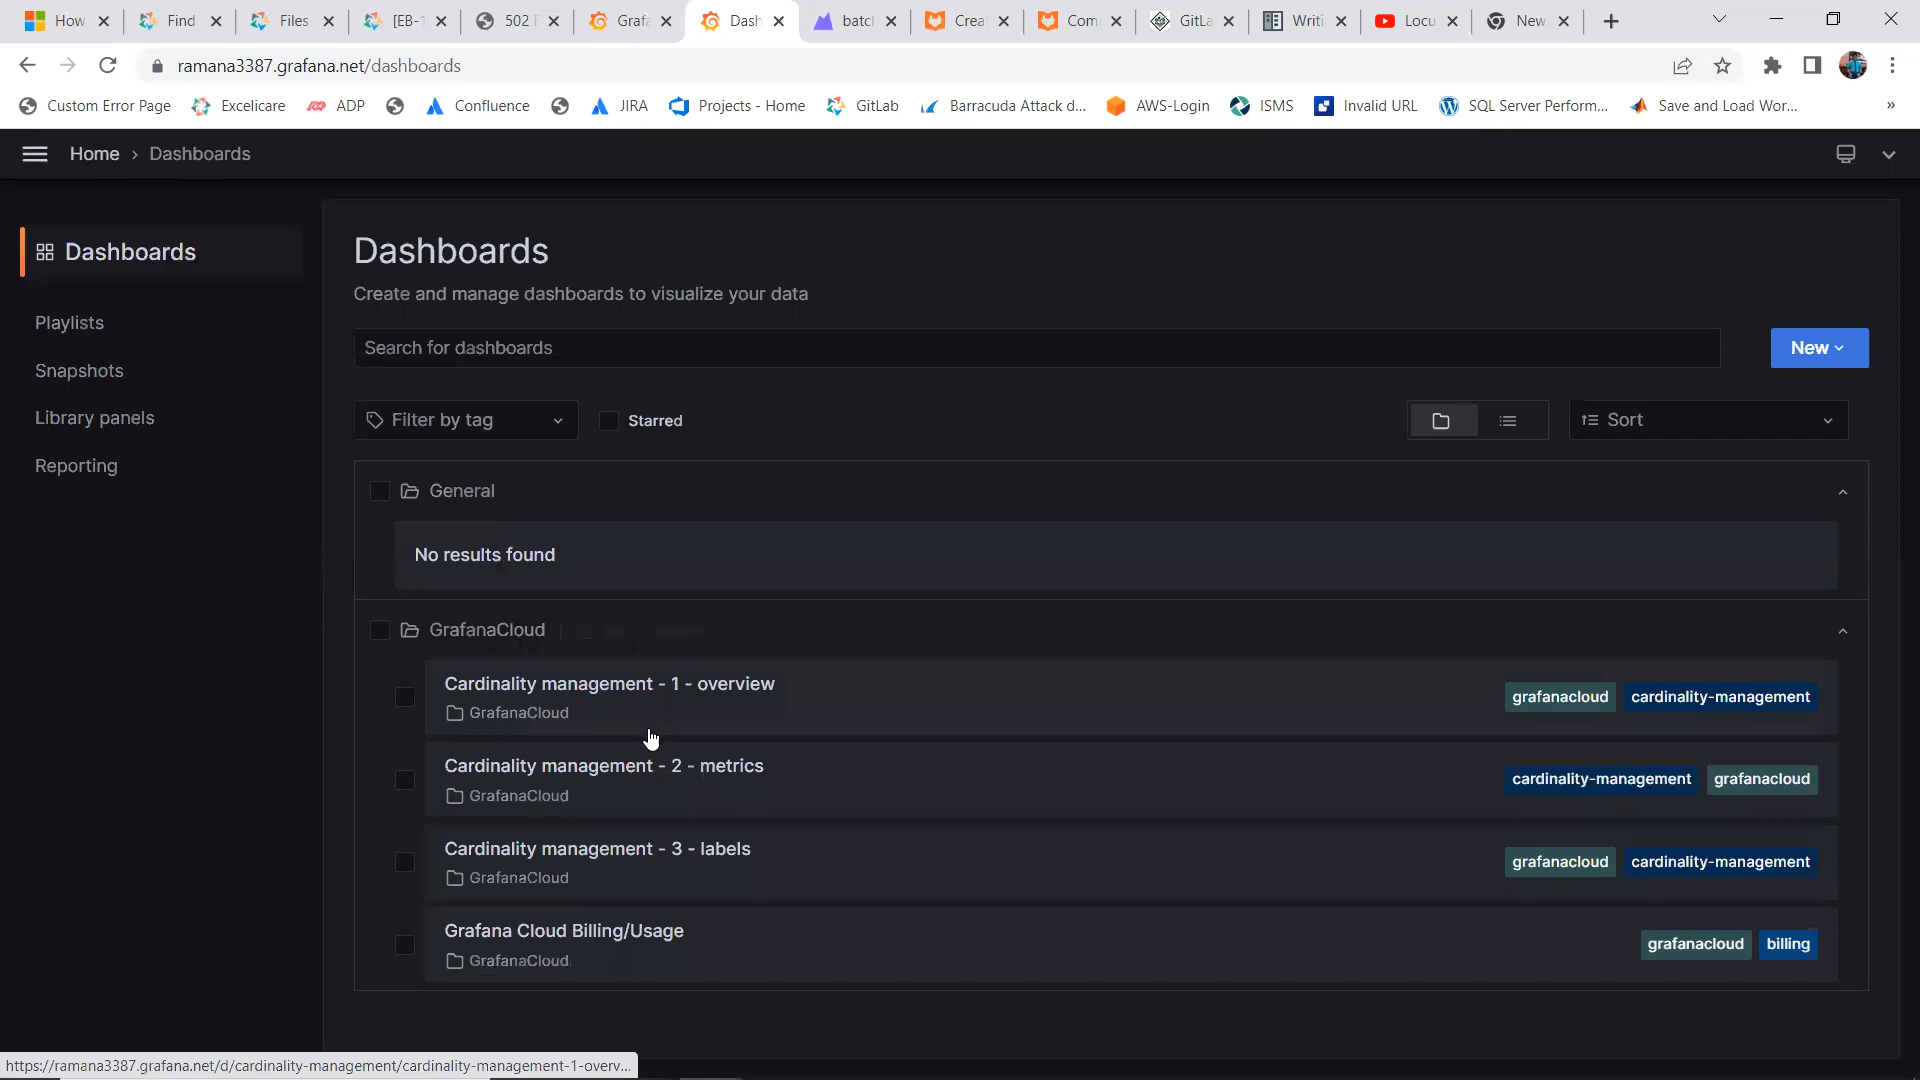 How
Find
Files
[EB-1
502 E
Grafa
Dash
batch
Creat
Com
GitLa
Writi
Locu
New
ramana3387.grafana.net/dashboards
Custom Error Page
Excelicare
ADP
Confluence
JIRA
Projects - Home
GitLab
Barracuda Attack d...
AWS-Login
ISMS
Invalid URL
SQL Server Perform...
Save and Load Wor...
»
Home › Dashboards
Dashboards
Playlists
Snapshots
Library panels
Reporting
Dashboards
Create and manage dashboards to visualize your data
Search for dashboards
New
Filter by tag
Starred
Sort
General
No results found
GrafanaCloud
Cardinality management - 1 - overview
GrafanaCloud
grafanacloud cardinality-management
Cardinality management - 2 - metrics
GrafanaCloud
cardinality-management grafanacloud
Cardinality management - 3 - labels
GrafanaCloud
grafanacloud cardinality-management
Grafana Cloud Billing/Usage
GrafanaCloud
grafanacloud billing
https://ramana3387.grafana.net/d/cardinality-management/cardinality-management-1-overv...